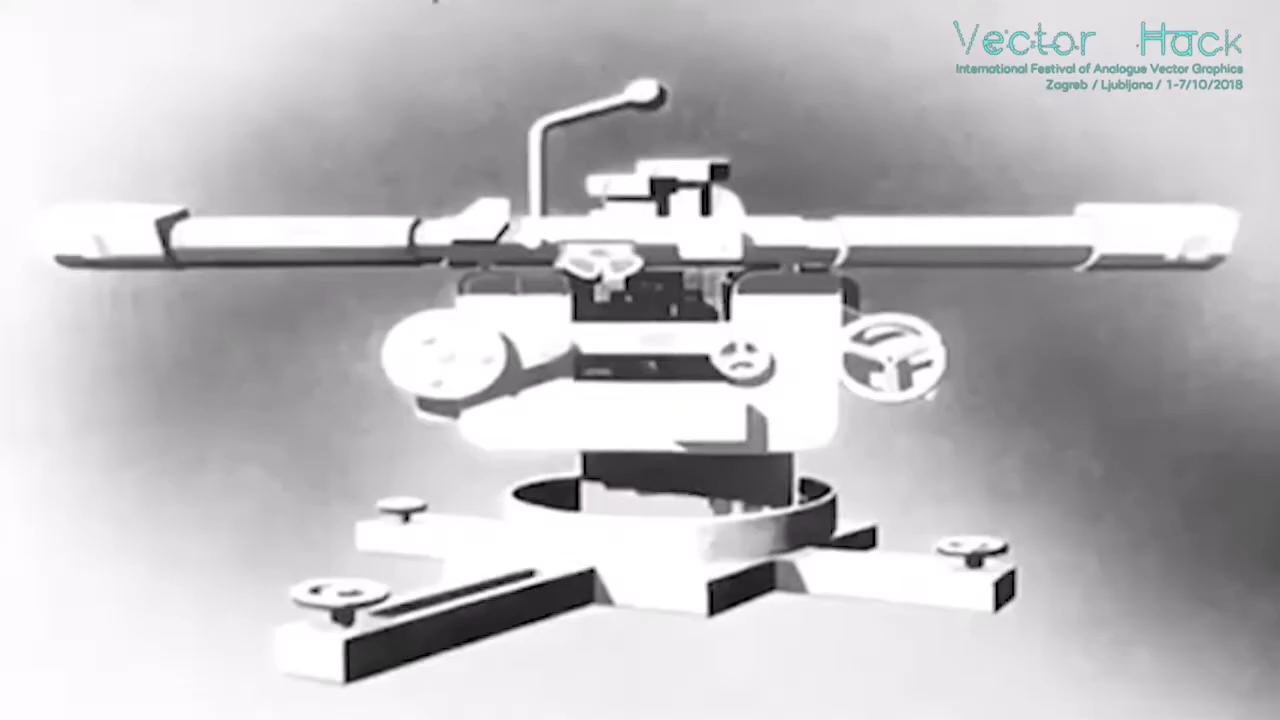 Vector Hack
International Festival of Analogue Vector Graphics
Zagreb / Ljubljana / 1-7/10/2018